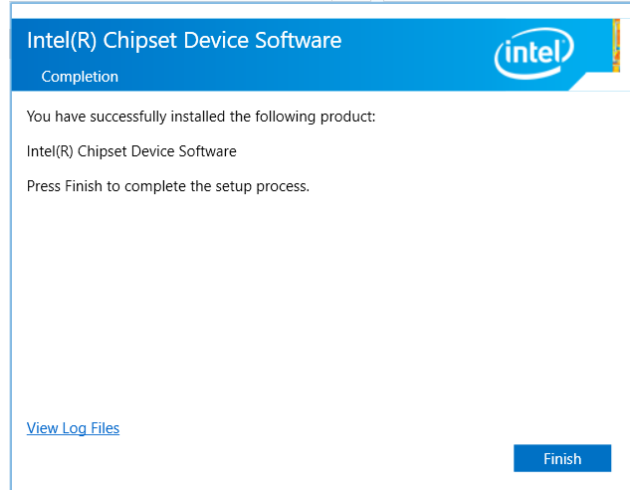 Intel(R) Chipset Device Software
intel
Completion
You have successfully installed the following product:
Intel(R) Chipset Device Software
Press Finish to complete the setup process.
View Log Files
Finish